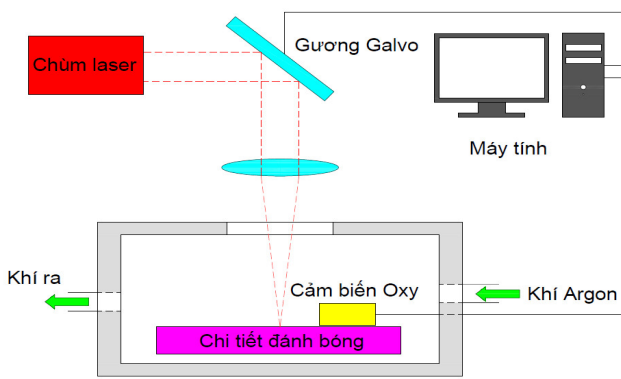 Gương Galvo
Chùm laser
Máy tính
Khí ra
Cảm biến Oxy
Khí Argon
Chi tiết đánh bóng